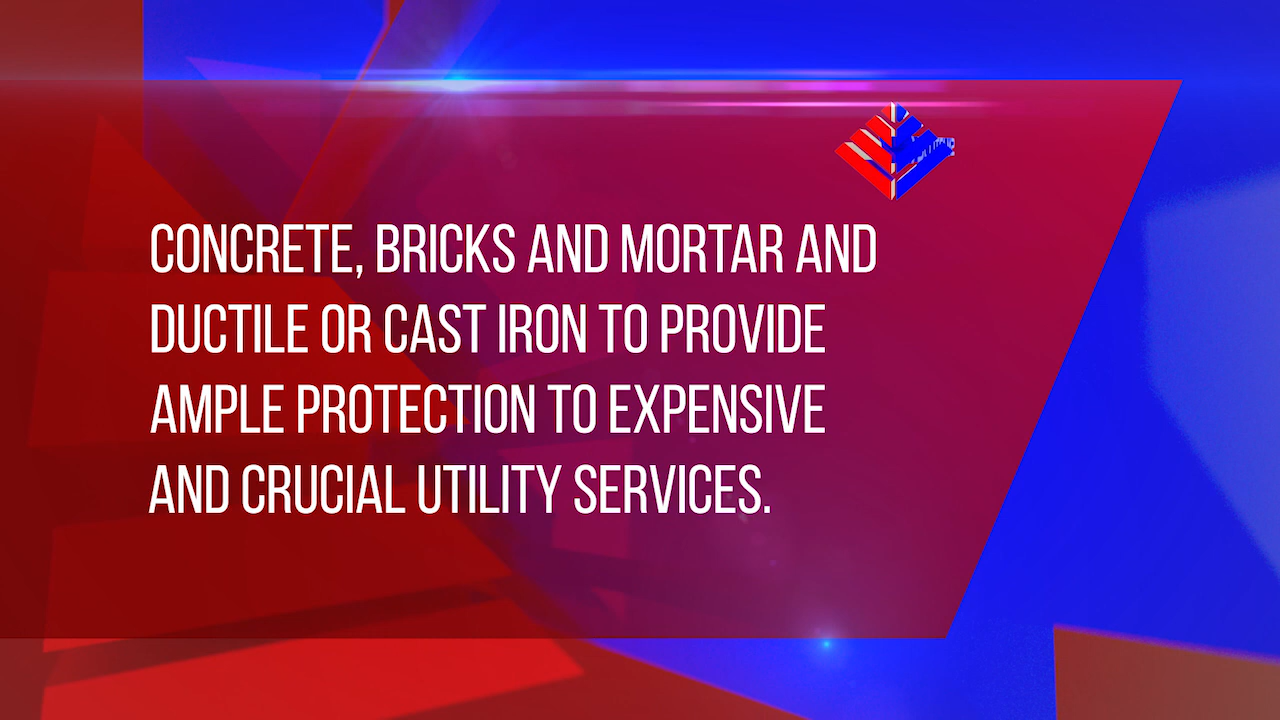 CONCRETE, BRICKS AND MORTAR AND
DUCTILE OR CAST IRON TO PROVIDE
AMPLE PROTECTION TO EXPENSIVE
AND CRUCIAL UTILITY SERVICES.